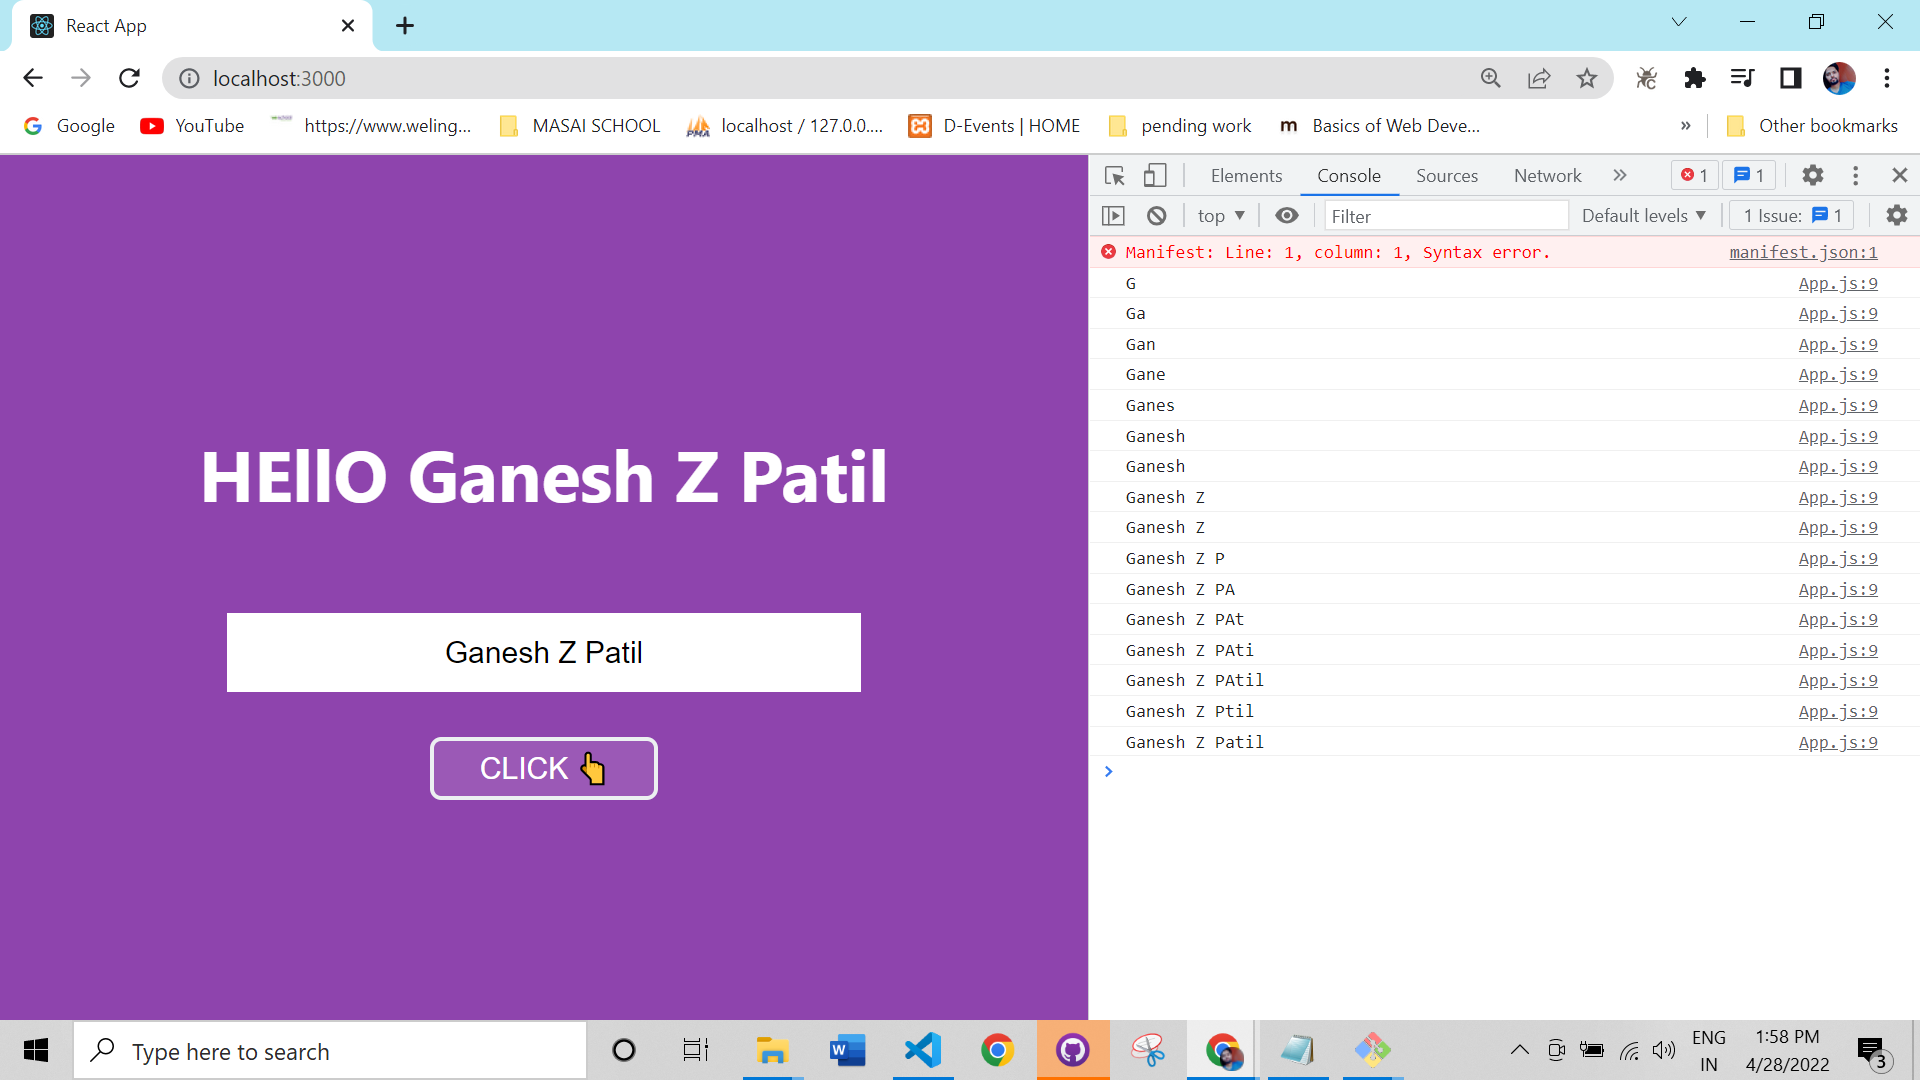 React App
localhost:3000
Google
YouTube
https://www.weling...
MASAI SCHOOL
PMA
localhost / 127.0.0....
D-Events | HOME
pending work
m
Basics of Web Deve...
»
Other bookmarks
Elements
Console
Sources
Network
1
1
top
Filter
Default levels
1 Issue:
1
Manifest: Line: 1, column: 1, Syntax error.
manifest.json:1
G
App.js:9
Ga
App.js:9
Gan
App.js:9
Gane
App.js:9
Ganes
App.js:9
Ganesh
App.js:9
Ganesh
App.js:9
Ganesh Z
App.js:9
Ganesh Z
App.js:9
Ganesh Z P
App.js:9
Ganesh Z PA
App.js:9
Ganesh Z PAt
App.js:9
Ganesh Z PAti
App.js:9
Ganesh Z PAtil
App.js:9
Ganesh Z Ptil
App.js:9
Ganesh Z Patil
App.js:9
HEllO Ganesh Z Patil
Ganesh Z Patil
CLICK 👆
Type here to search
ENG
IN
1:58 PM
4/28/2022
3